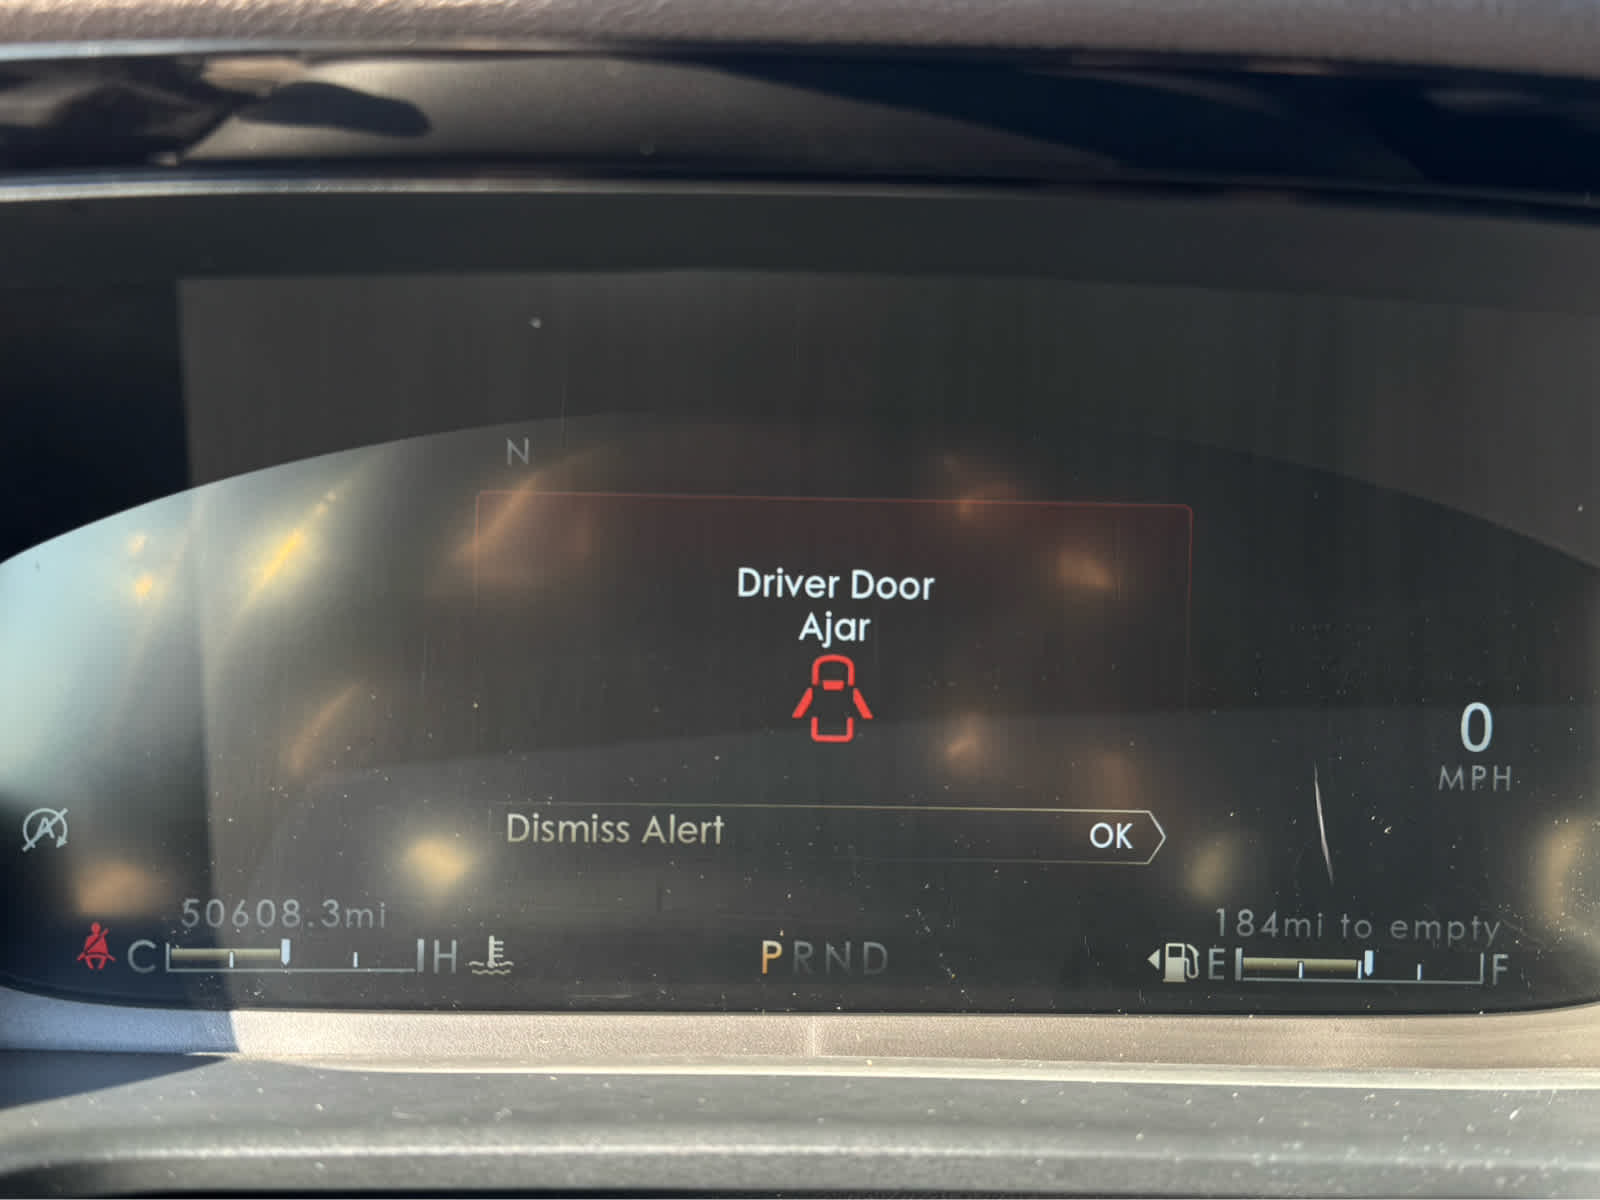 N
Driver Door
Ajar
Dismiss Alert OK
0
MPH
A
50608.3mi
184mi to empty
C H
PRND
E F